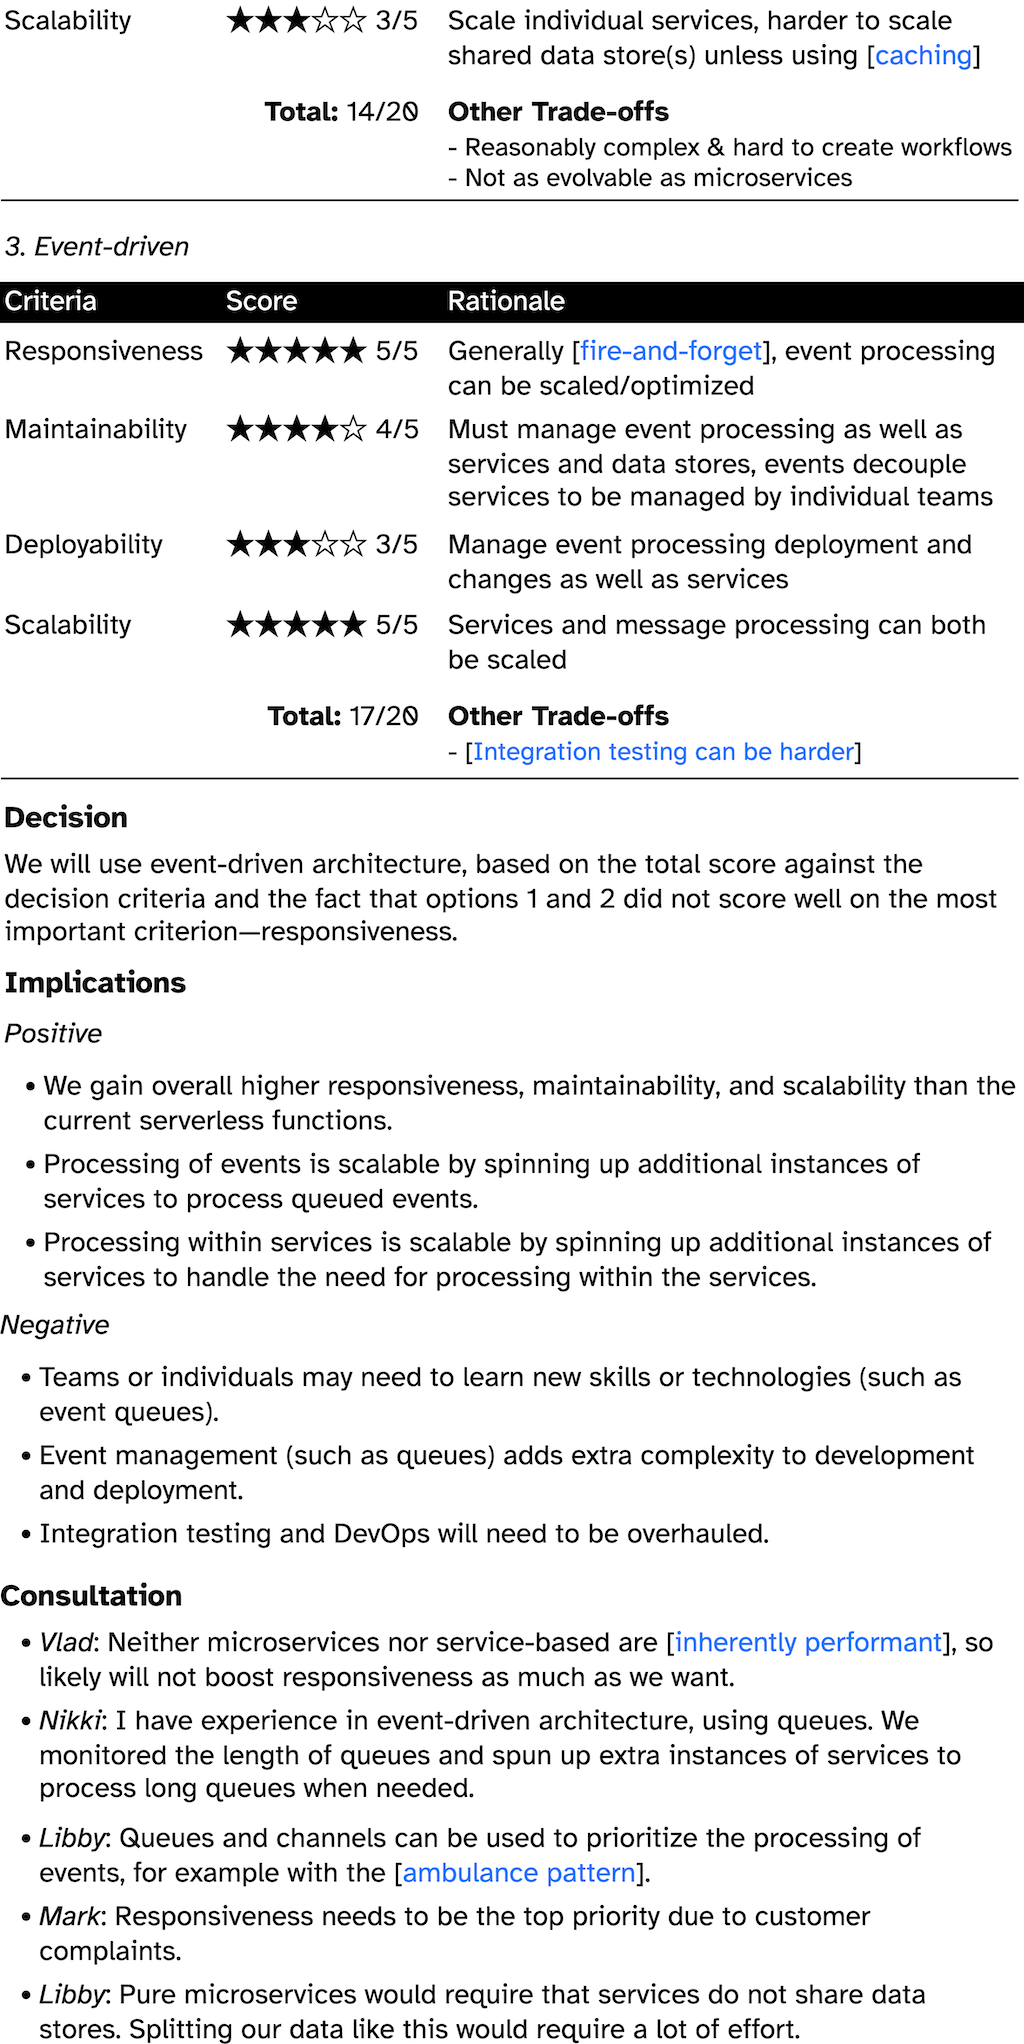 Scalability ★★★☆☆ 3/5 Scale individual services, harder to scale
shared data store(s) unless using [caching]
Total: 14/20 Other Trade-offs
- Reasonably complex & hard to create workflows
- Not as evolvable as microservices
3. Event-driven
Criteria Score Rationale
Responsiveness ★★★★★ 5/5 Generally [fire-and-forget], event processing
can be scaled/optimized
Maintainability ★★★★☆ 4/5 Must manage event processing as well as
services and data stores, events decouple
services to be managed by individual teams
Deployability ★★★☆☆ 3/5 Manage event processing deployment and
changes as well as services
Scalability ★★★★★ 5/5 Services and message processing can both
be scaled
Total: 17/20 Other Trade-offs
- [Integration testing can be harder]
Decision
We will use event-driven architecture, based on the total score against the
decision criteria and the fact that options 1 and 2 did not score well on the most
important criterion—responsiveness.
Implications
Positive
• We gain overall higher responsiveness, maintainability, and scalability than the
current serverless functions.
• Processing of events is scalable by spinning up additional instances of
services to process queued events.
• Processing within services is scalable by spinning up additional instances of
services to handle the need for processing within the services.
Negative
• Teams or individuals may need to learn new skills or technologies (such as
event queues).
• Event management (such as queues) adds extra complexity to development
and deployment.
• Integration testing and DevOps will need to be overhauled.
Consultation
• Vlad: Neither microservices nor service-based are [inherently performant], so
likely will not boost responsiveness as much as we want.
• Nikki: I have experience in event-driven architecture, using queues. We
monitored the length of queues and spun up extra instances of services to
process long queues when needed.
• Libby: Queues and channels can be used to prioritize the processing of
events, for example with the [ambulance pattern].
• Mark: Responsiveness needs to be the top priority due to customer
complaints.
• Libby: Pure microservices would require that services do not share data
stores. Splitting our data like this would require a lot of effort.